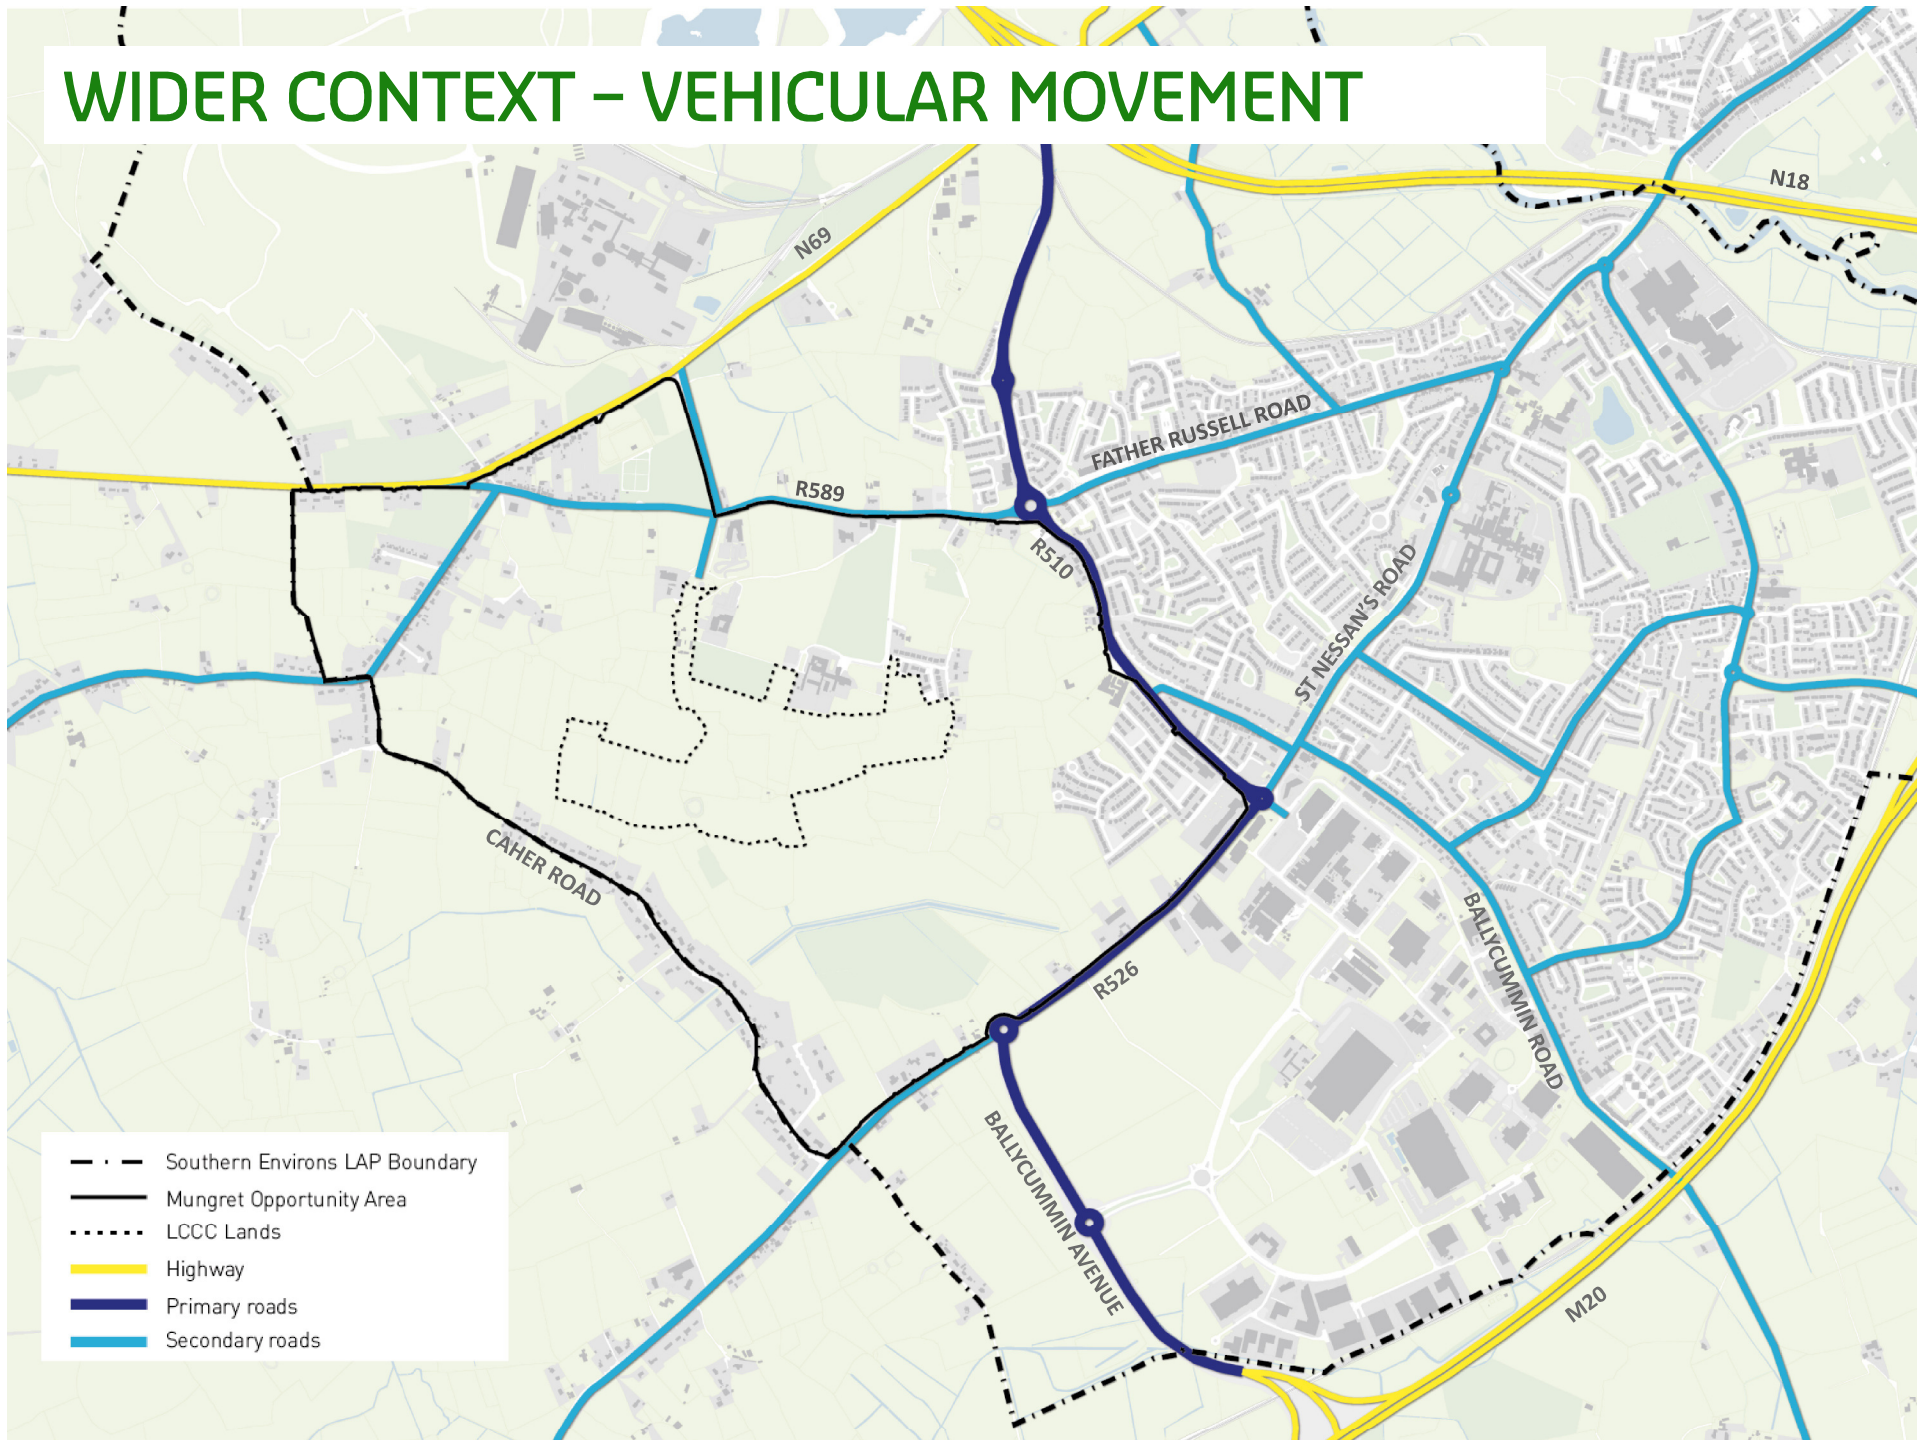 WIDER CONTEXT – VEHICULAR MOVEMENT
N18
N69
FATHER RUSSELL ROAD
R589
R510
ST NESSAN'S ROAD
CAHER ROAD
BALLYCUMMIN ROAD
R526
BALLYCUMMIN AVENUE
M20
Southern Environs LAP Boundary
Mungret Opportunity Area
LCCC Lands
Highway
Primary roads
Secondary roads